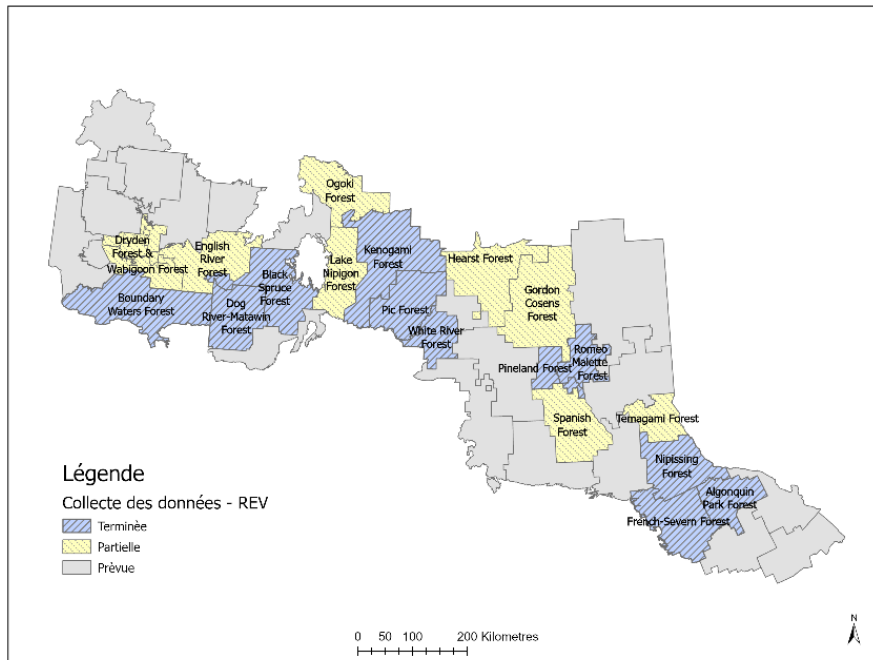 Ogoki
Forest
Dryden
Forest &
Wabigoon Forest
English
River
Forest
Lake
Nipigon
Forest
Kenogami
Forest
Hearst Forest
Gordon
Cosens
Forest
Black
Spruce
Forest
Boundary
Waters Forest
Dog
River-Matawin
Forest
Pic Forest
White River
Forest
Pineland Forest
Romeo
Malette
Forest
Spanish
Forest
Temagami Forest
Nipissing
Forest
Algonquin
Park Forest
French-Severn Forest
Légende
Collecte des données - REV
Terminèe
Partielle
Prèvue
0 50 100 200 Kilometres
N